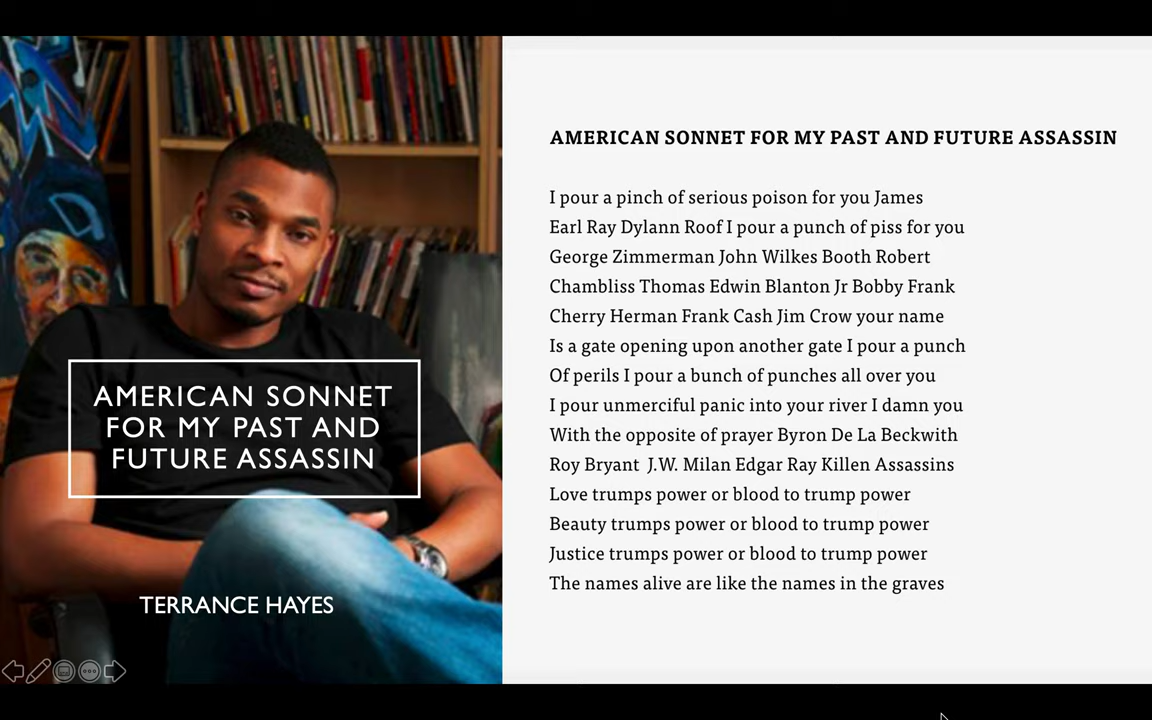 AMERICAN SONNET
FOR MY PAST AND
FUTURE ASSASSIN
TERRANCE HAYES
AMERICAN SONNET FOR MY PAST AND FUTURE ASSASSIN
I pour a pinch of serious poison for you James
Earl Ray Dylann Roof I pour a punch of piss for you
George Zimmerman John Wilkes Booth Robert
Chambliss Thomas Edwin Blanton Jr Bobby Frank
Cherry Herman Frank Cash Jim Crow your name
Is a gate opening upon another gate I pour a punch
Of perils I pour a bunch of punches all over you
I pour unmerciful panic into your river I damn you
With the opposite of prayer Byron De La Beckwith
Roy Bryant  J.W. Milan Edgar Ray Killen Assassins
Love trumps power or blood to trump power
Beauty trumps power or blood to trump power
Justice trumps power or blood to trump power
The names alive are like the names in the graves